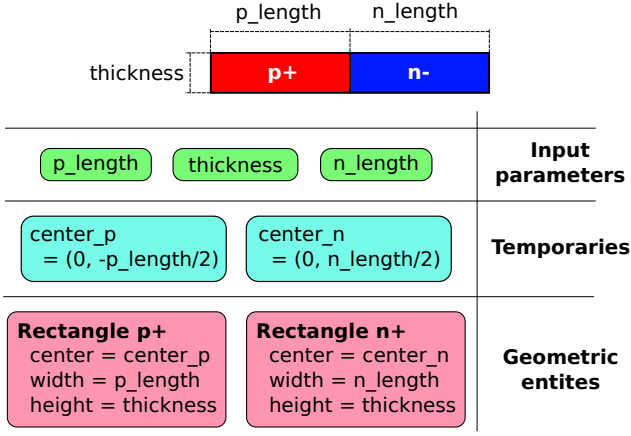 p_length
n_length
thickness
p+
n-
p_length
thickness
n_length
Input
parameters
center_p
= (0, -p_length/2)
center_n
= (0, n_length/2)
Temporaries
Rectangle p+
center = center_p
width = p_length
height = thickness
Rectangle n+
center = center_n
width = n_length
height = thickness
Geometric
entites